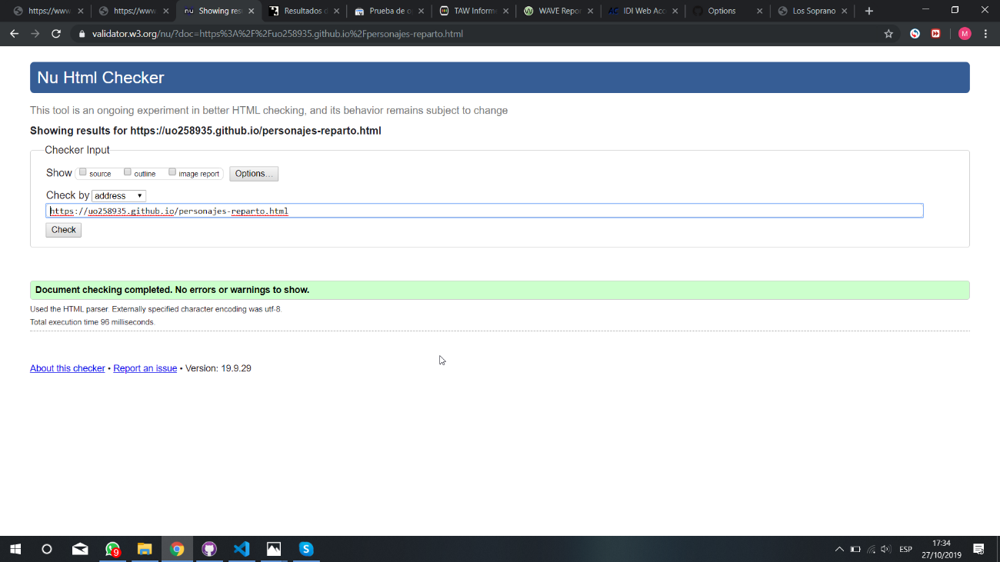 https://www
https://www
Showing res
Resultados d
Prueba de o
TAW Inform
WAVE Repor
AC IDI Web Acc
Options
Los Soprano
validator.w3.org/nu/?doc=https%3A%2F%2Fuo258935.github.io%2Fpersonajes-reparto.html
M
Nu Html Checker
This tool is an ongoing experiment in better HTML checking, and its behavior remains subject to change
Showing results for https://uo258935.github.io/personajes-reparto.html
Checker Input
Show source outline image report Options...
Check by address
https://uo258935.github.io/personajes-reparto.html
Check
Document checking completed. No errors or warnings to show.
Used the HTML parser. Externally specified character encoding was utf-8.
Total execution time 96 milliseconds.
About this checker • Report an issue • Version: 19.9.29
9
ESP
17:34
27/10/2019